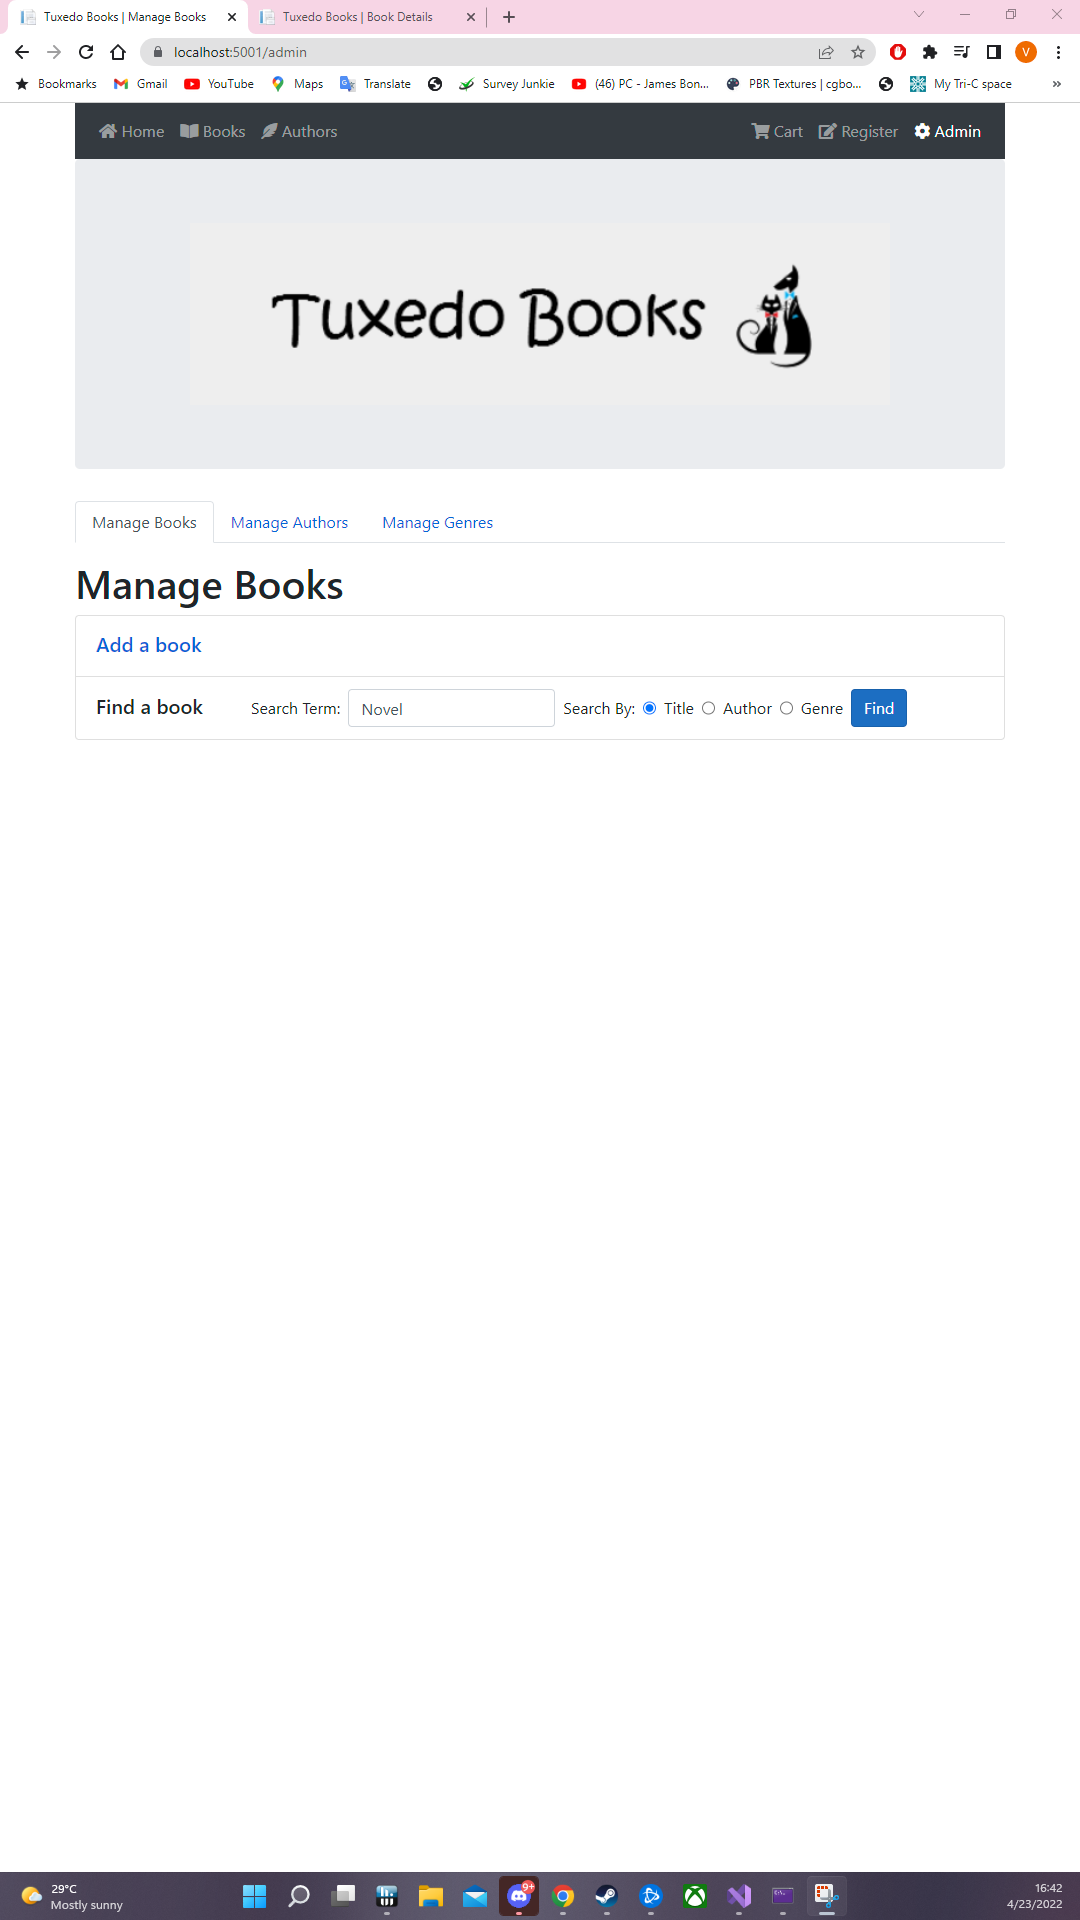 Tuxedo Books | Manage Books
Tuxedo Books | Book Details
localhost:5001/admin
V
Bookmarks
Gmail
YouTube
Maps
Translate
Survey Junkie
(46) PC - James Bon...
PBR Textures | cgbo...
My Tri-C space
»
Home
Books
Authors
Cart
Register
Admin
Tuxedo Books
Manage Books
Manage Authors
Manage Genres
Manage Books
Add a book
Find a book
Search Term:
Novel
Search By:
Title
Author
Genre
Find
29°C
Mostly sunny
9+
16:42
4/23/2022